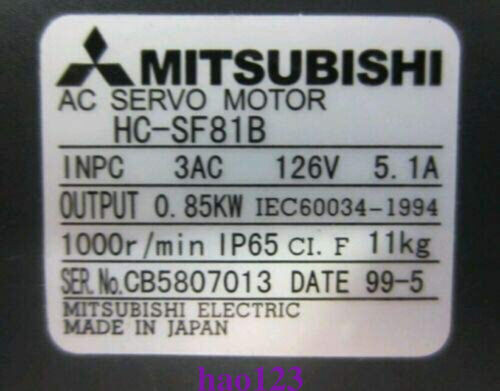 MITSUBISHI
AC SERVO MOTOR
HC-SF81B
INPC 3AC 126V 5.1A
OUTPUT 0.85KW IEC60034-1994
1000r/min IP65 CI. F 11kg
SER. No. CB5807013 DATE 99-5
MITSUBISHI ELECTRIC
MADE IN JAPAN
hao123